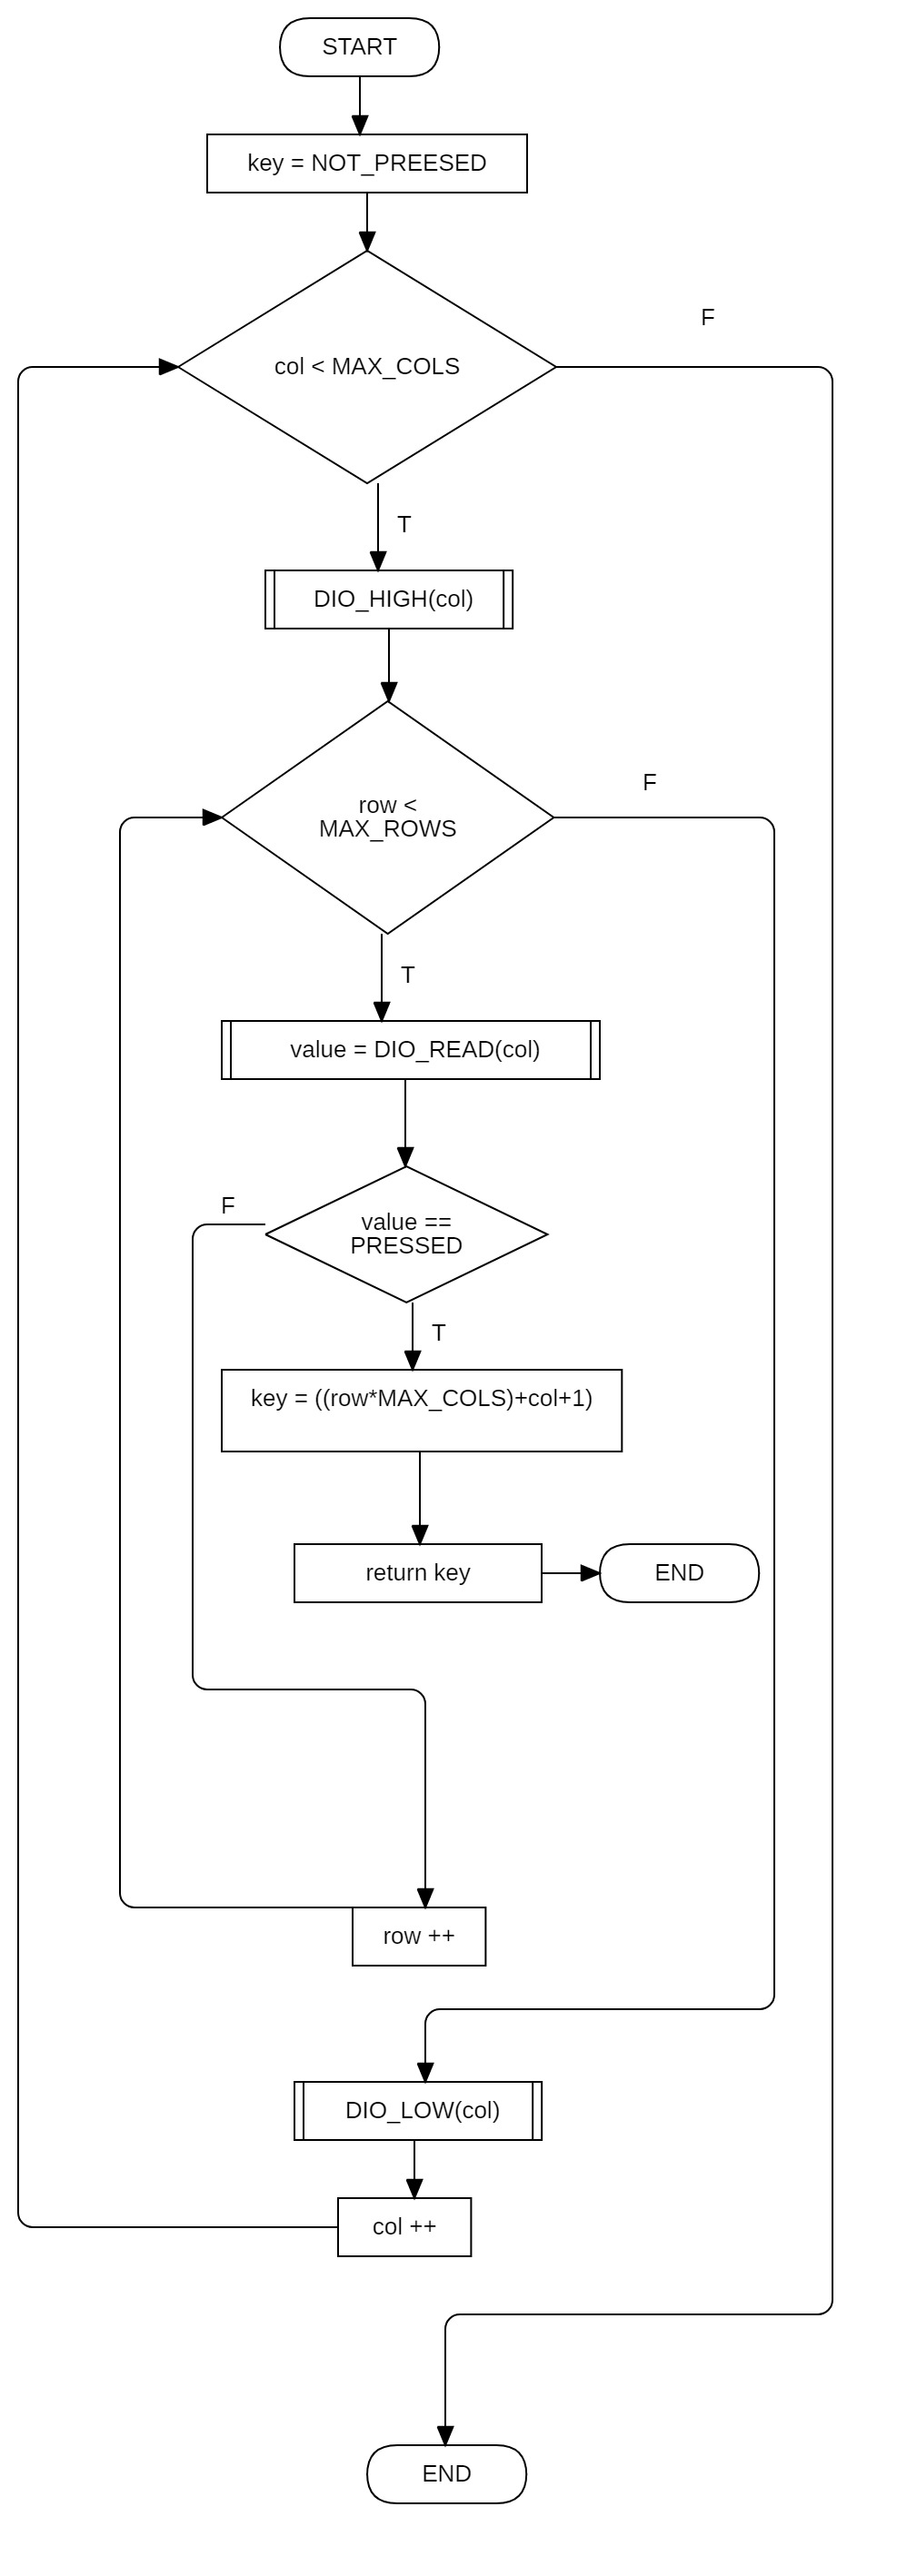 START
key = NOT_PREESED
col < MAX_COLS
F
T
DIO_HIGH(col)
row <
MAX_ROWS
F
T
value = DIO_READ(col)
value ==
PRESSED
F
T
key = ((row*MAX_COLS)+col+1)
return key
END
row ++
DIO_LOW(col)
col ++
END